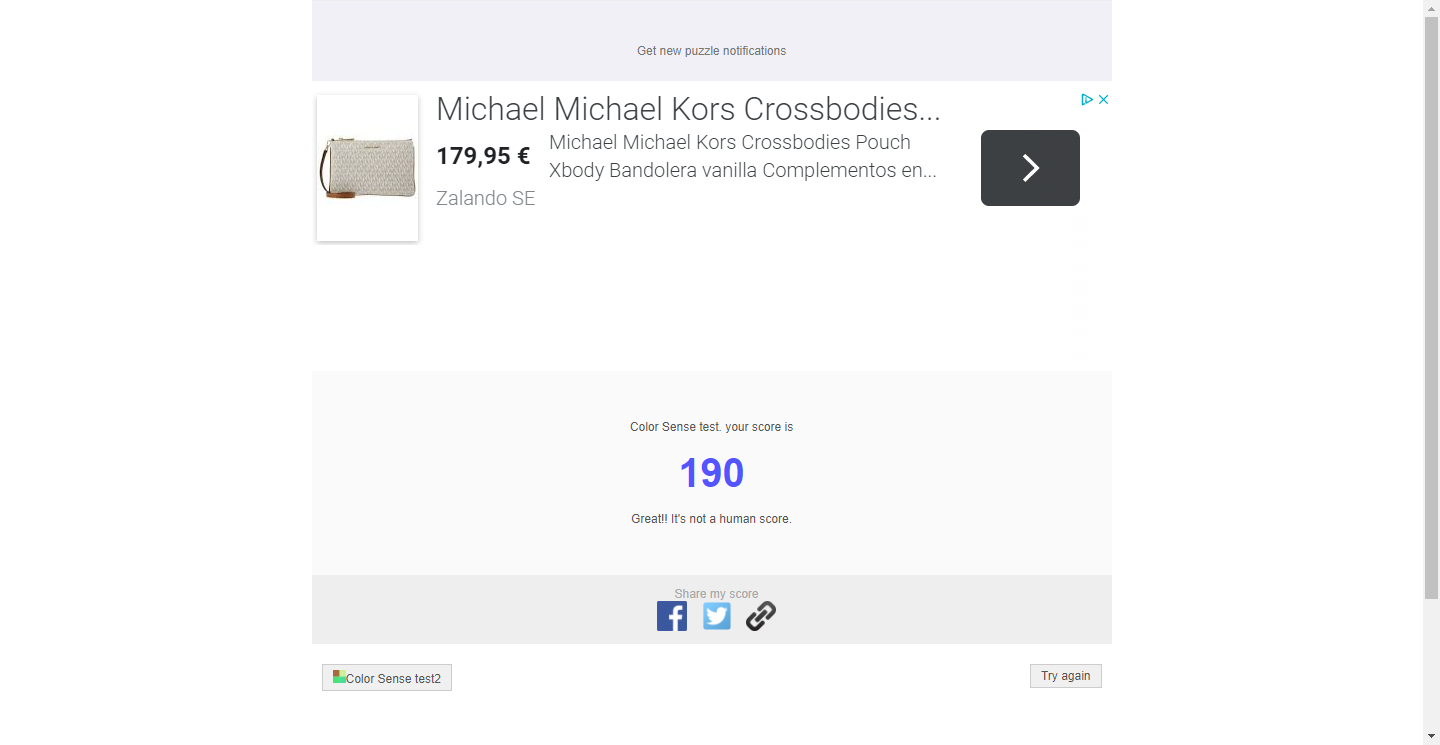 Get new puzzle notifications
Michael Michael Kors Crossbodies...
179,95 €
Michael Michael Kors Crossbodies Pouch
Xbody Bandolera vanilla Complementos en...
Zalando SE
Color Sense test. your score is
190
Great!! It's not a human score.
Share my score
Color Sense test2
Try again